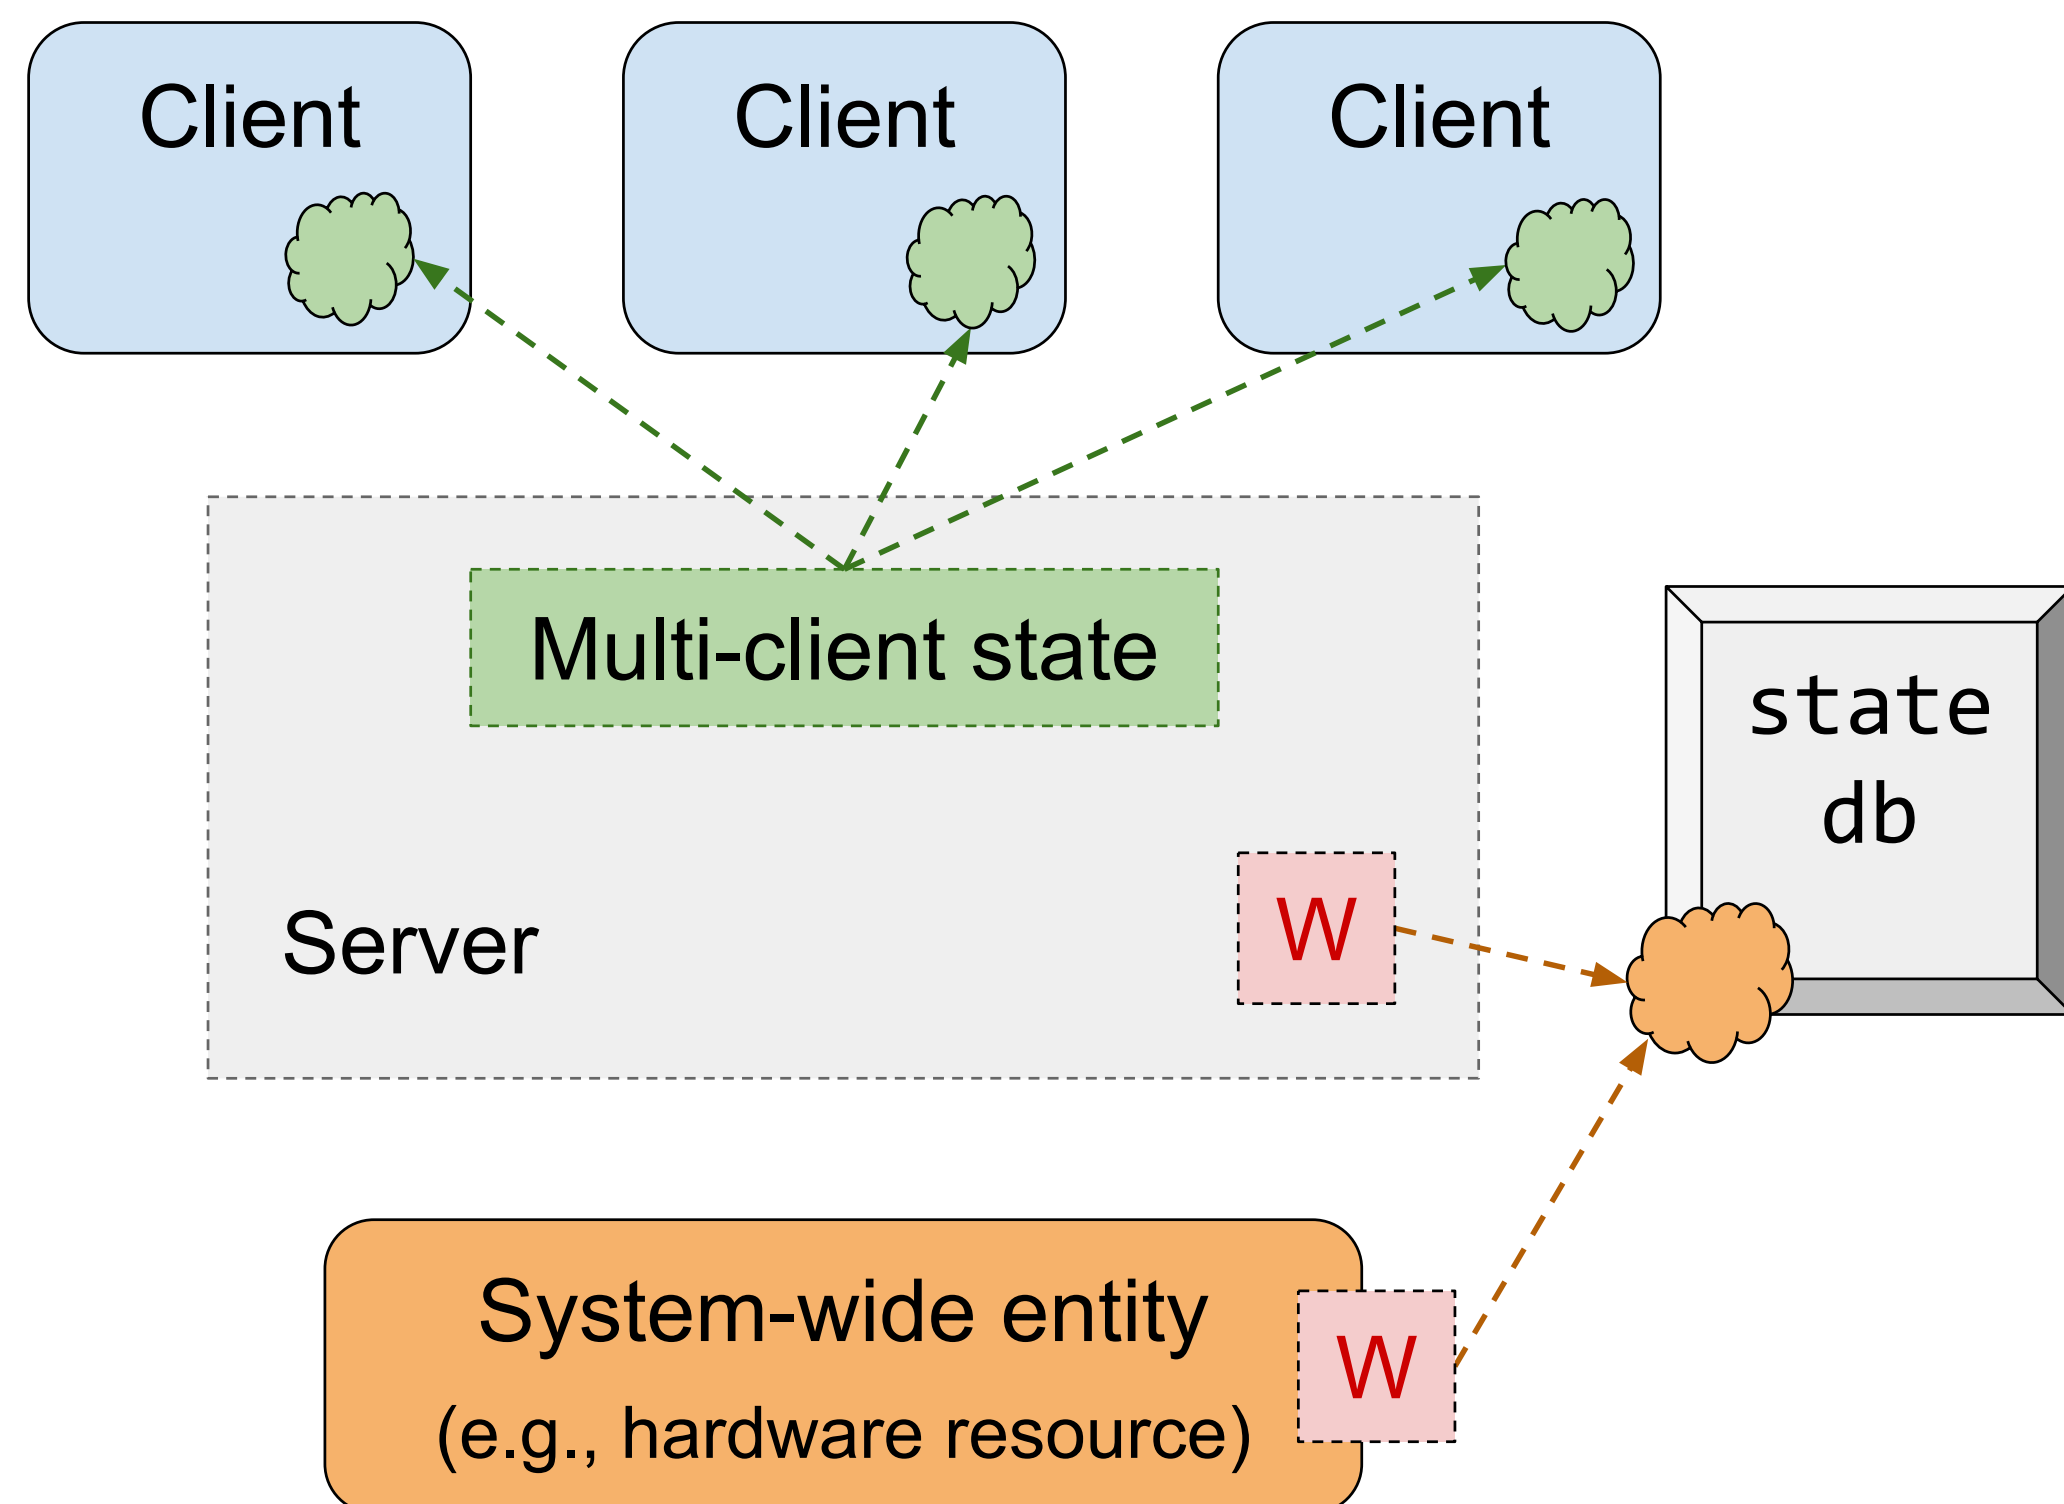 Client
Client
Client
Multi-client state
state
db
W
Server
System-wide entity
W
(e.g., hardware resource)